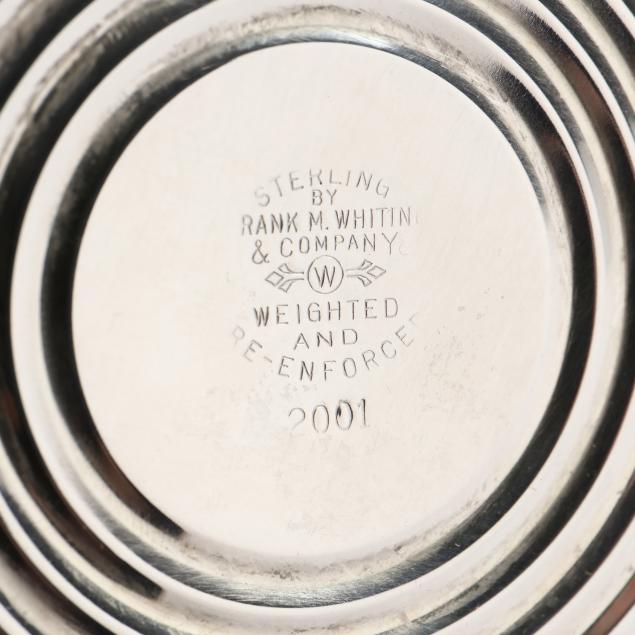 STERLING
BY
RANK M. WHITIN
& COMPANY
W
WEIGHTED
AND
RE-ENFORCE
2001